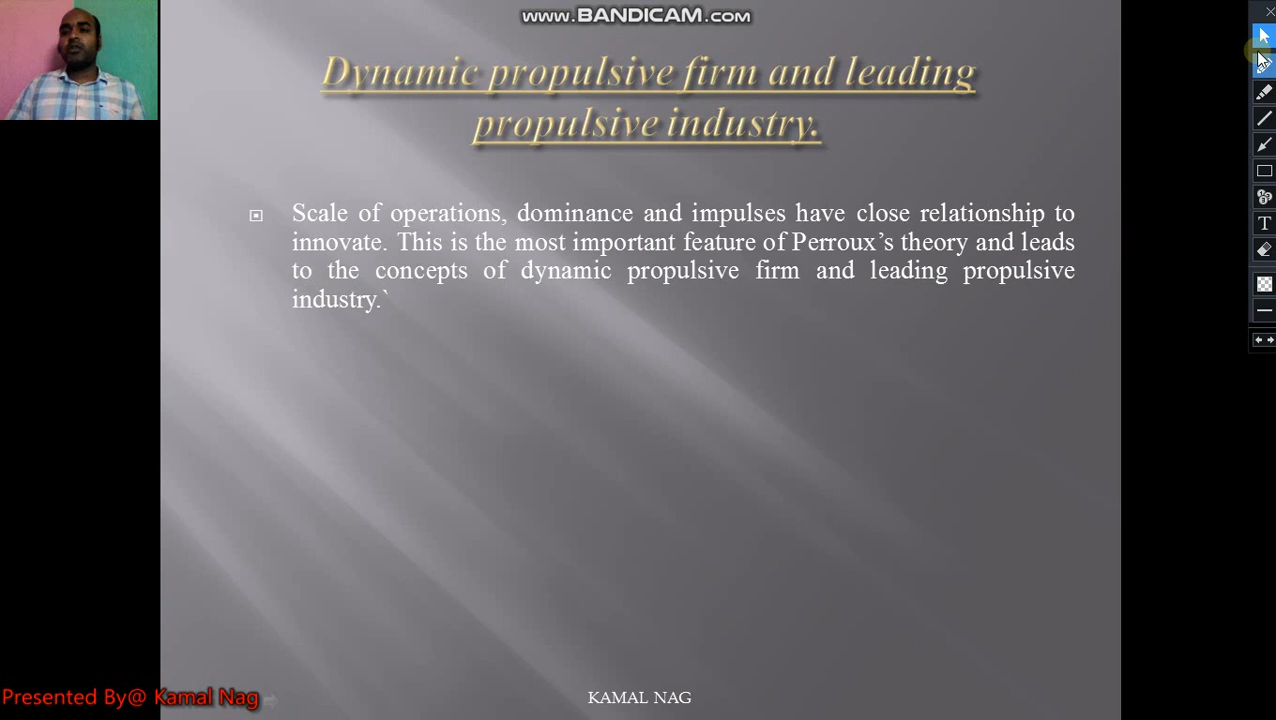 www.BANDICAM.com
Dynamic propulsive firm and leading
propulsive industry.
Scale of operations, dominance and impulses have close relationship to
innovate. This is the most important feature of Perroux’s theory and leads
to the concepts of dynamic propulsive firm and leading propulsive
industry.`
Presented By@ Kamal Nag
KAMAL NAG